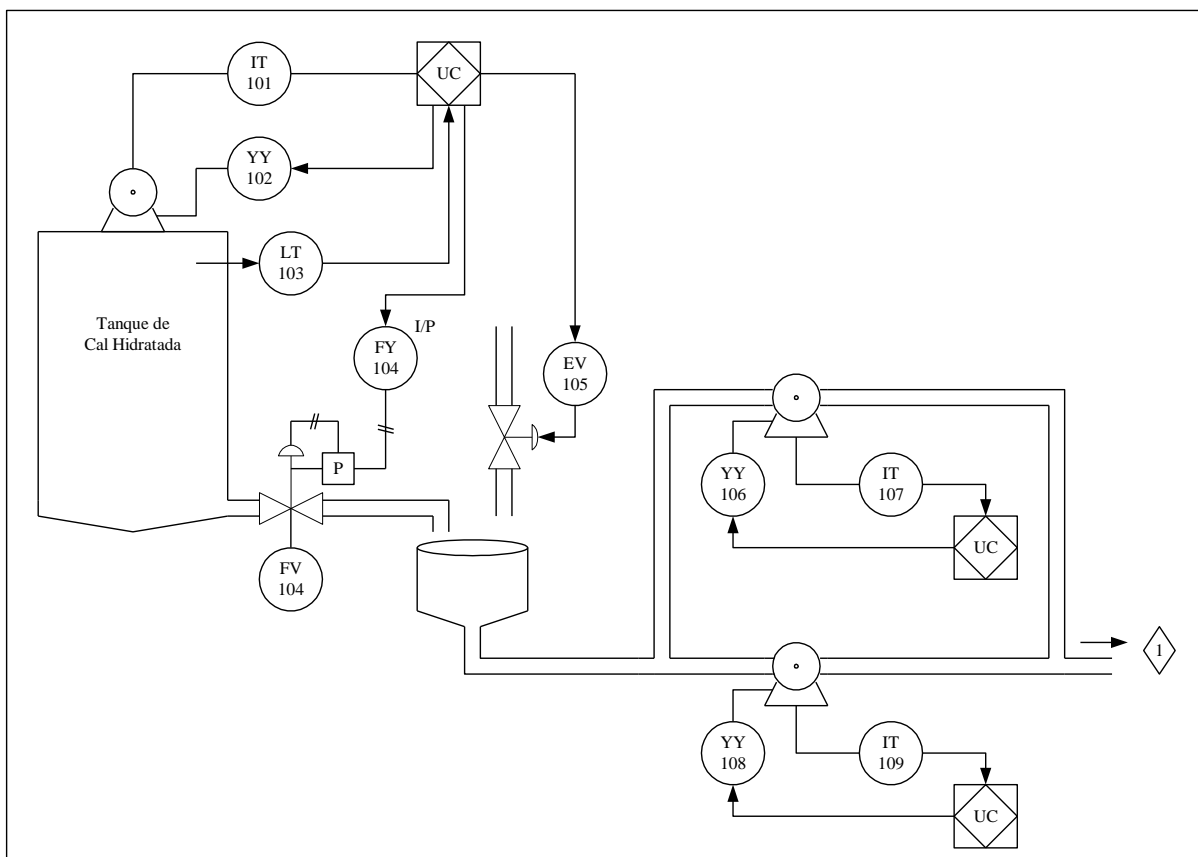 IT
101
UC
YY
102
LT
103
Tanque de
Cal Hidratada
I/P
FY
104
EV
105
P
FV
104
YY
106
IT
107
UC
1
YY
108
IT
109
UC